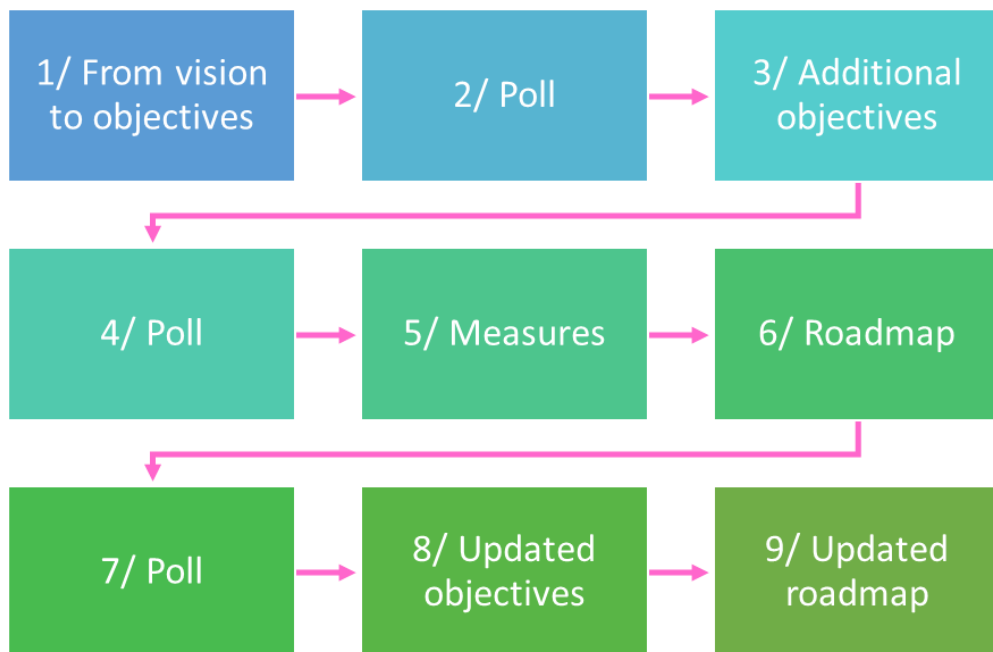 1/ From vision
to objectives
2/ Poll
3/ Additional
objectives
4/ Poll
5/ Measures
6/ Roadmap
7/ Poll
8/ Updated
objectives
9/ Updated
roadmap